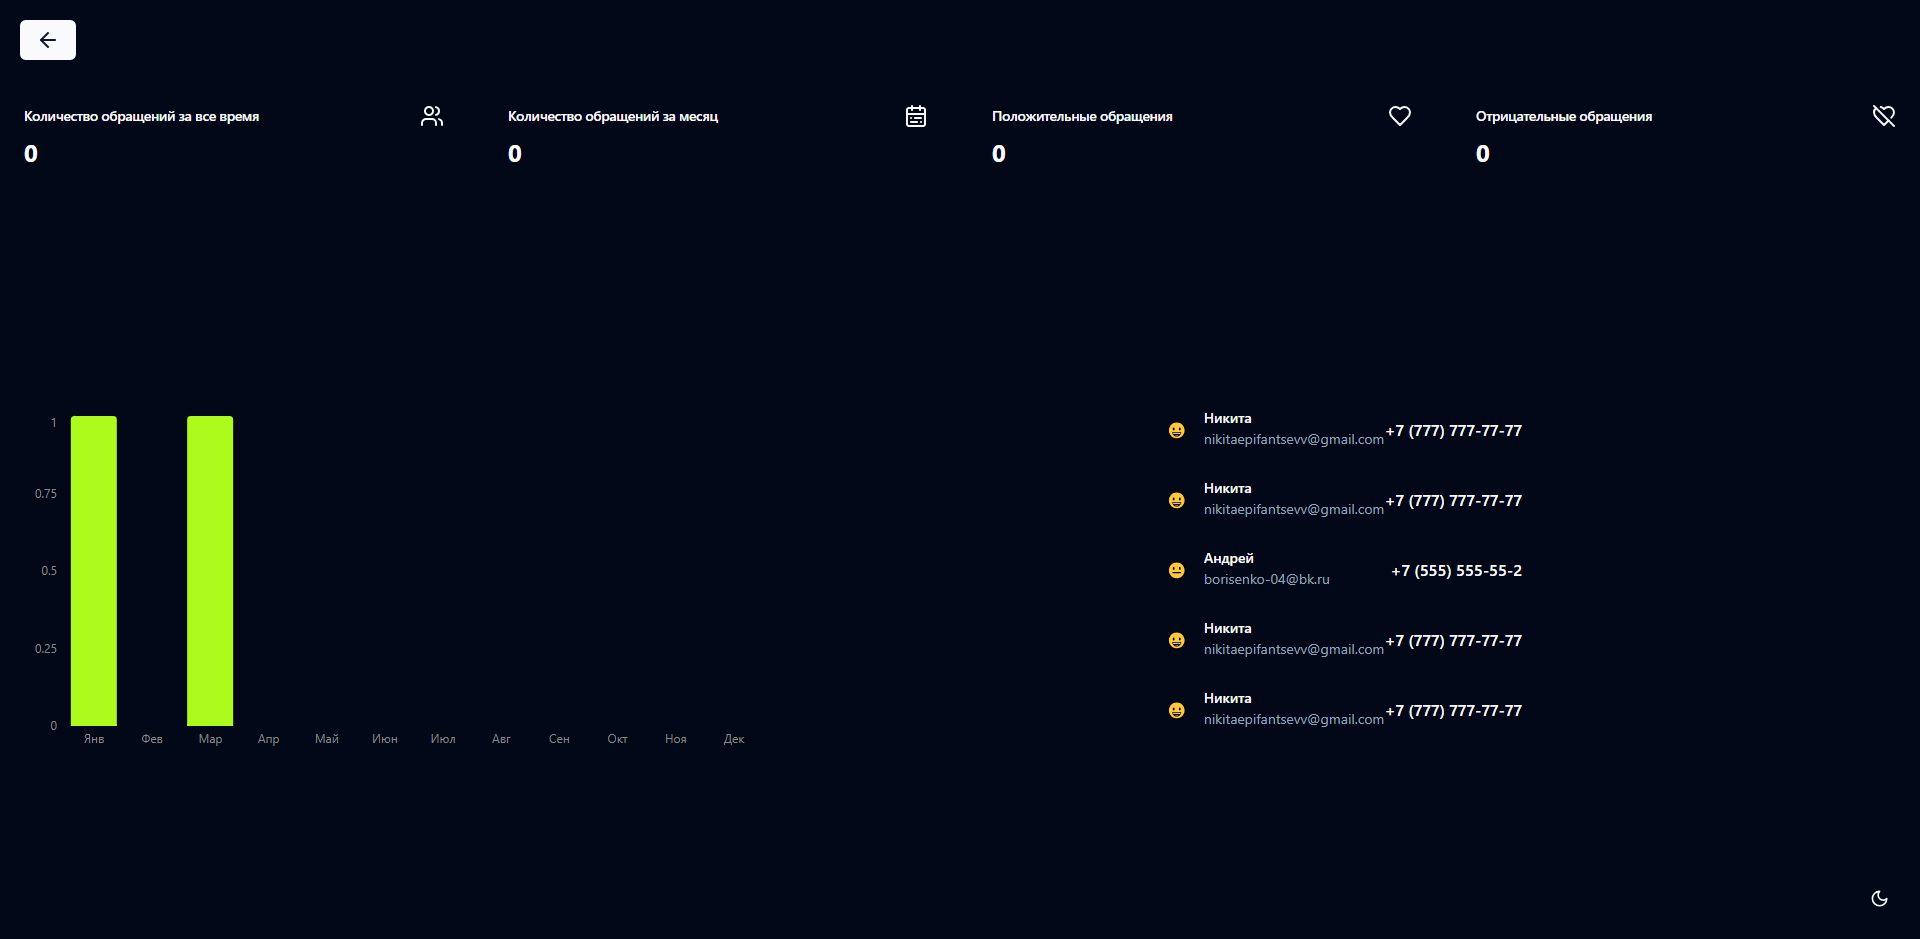 Количество обращений за все время
0
Количество обращений за месяц
0
Положительные обращения
0
Отрицательные обращения
0
1
0.75
0.5
0.25
0
Янв Фев Мар Апр Май Июн Июл Авг Сен Окт Ноя Дек
Никита
nikitaepifantsevv@gmail.com
+7 (777) 777-77-77
Никита
nikitaepifantsevv@gmail.com
+7 (777) 777-77-77
Андрей
borisenko-04@bk.ru
+7 (555) 555-55-2
Никита
nikitaepifantsevv@gmail.com
+7 (777) 777-77-77
Никита
nikitaepifantsevv@gmail.com
+7 (777) 777-77-77